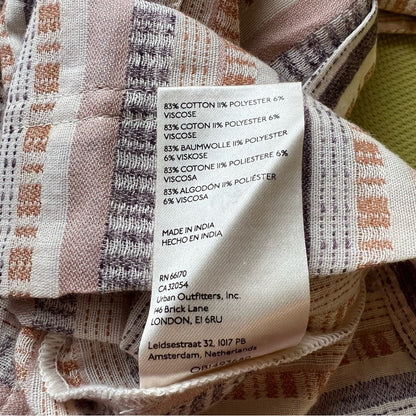 83% COTTON 11% POLYESTER 6%
VISCOSE
83% COTON 11% POLYESTER 6%
VISCOSE
83% BAUMWOLLE 11% POLYESTER
6% VISKOSE
83% COTONE 11% POLIESTERE 6%
VISCOSA
83% ALGODÓN 11% POLIÉSTER
6% VISCOSA
MADE IN INDIA
HECHO EN INDIA
RN 66170
CA 32054
Urban Outfitters, Inc.
146 Brick Lane
LONDON, E1 6RU
Leidsestraat 32, 1017 PB
Amsterdam, Netherlands